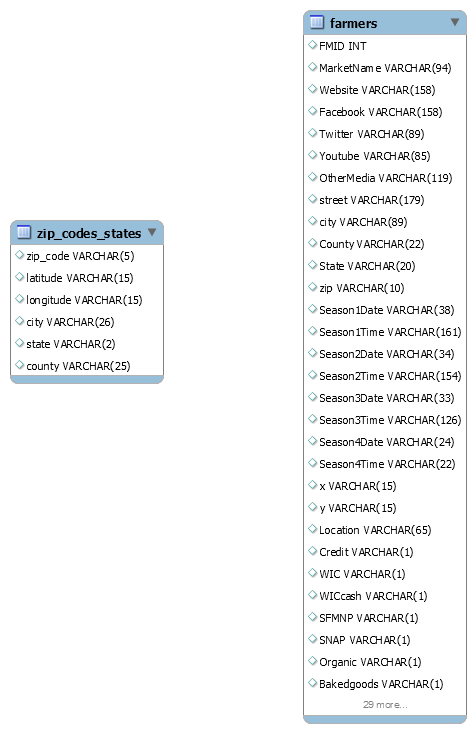 zip_codes_states
zip_code VARCHAR(5)
latitude VARCHAR(15)
longitude VARCHAR(15)
city VARCHAR(26)
state VARCHAR(2)
county VARCHAR(25)
farmers
FMID INT
MarketName VARCHAR(94)
Website VARCHAR(158)
Facebook VARCHAR(158)
Twitter VARCHAR(89)
Youtube VARCHAR(85)
OtherMedia VARCHAR(119)
street VARCHAR(179)
city VARCHAR(89)
County VARCHAR(22)
State VARCHAR(20)
zip VARCHAR(10)
Season1Date VARCHAR(38)
Season1Time VARCHAR(161)
Season2Date VARCHAR(34)
Season2Time VARCHAR(154)
Season3Date VARCHAR(33)
Season3Time VARCHAR(126)
Season4Date VARCHAR(24)
Season4Time VARCHAR(22)
x VARCHAR(15)
y VARCHAR(15)
Location VARCHAR(65)
Credit VARCHAR(1)
WIC VARCHAR(1)
WICcash VARCHAR(1)
SFMNP VARCHAR(1)
SNAP VARCHAR(1)
Organic VARCHAR(1)
Bakedgoods VARCHAR(1)
29 more...